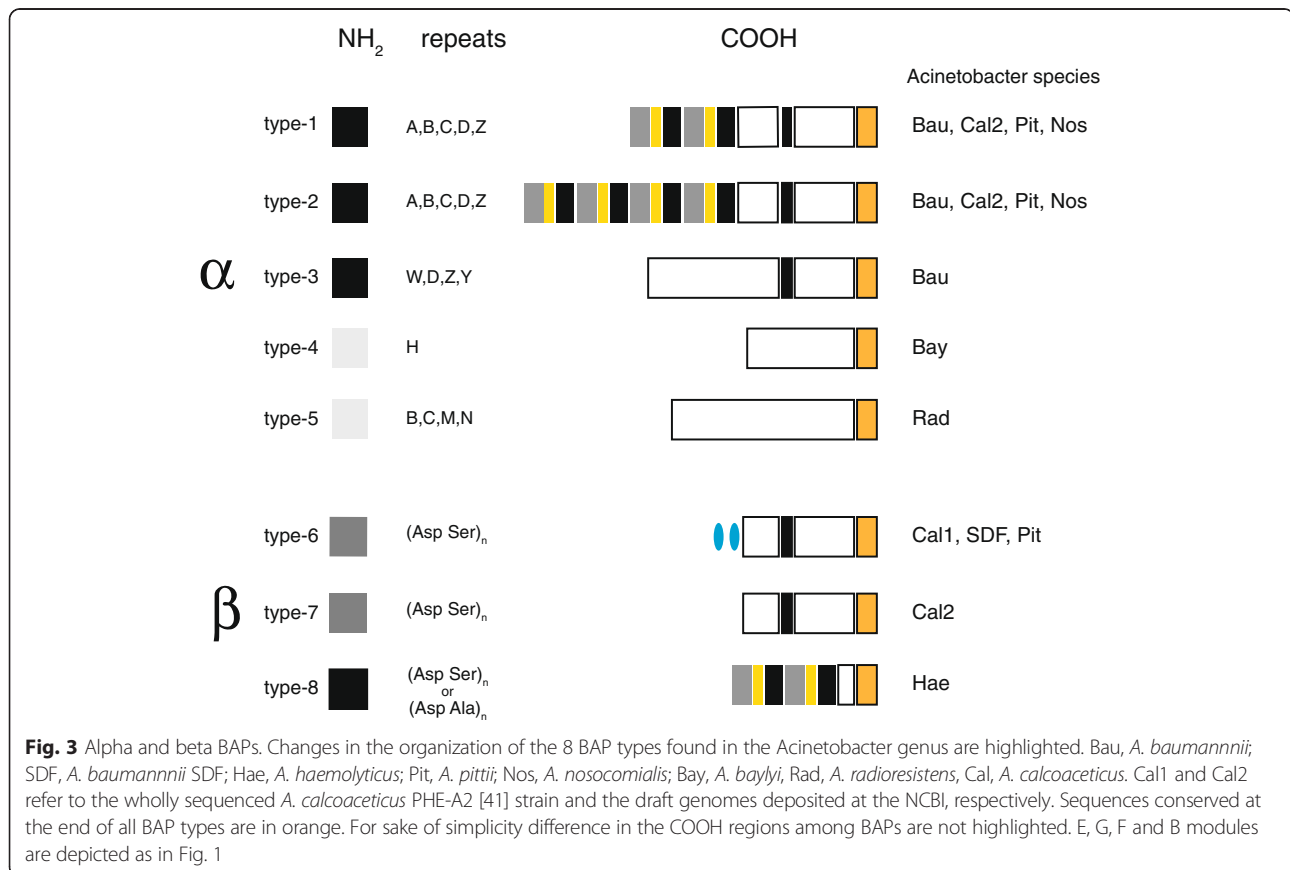 NH2 repeats COOH
Acinetobacter species
type-1 A,B,C,D,Z Bau, Cal2, Pit, Nos
type-2 A,B,C,D,Z Bau, Cal2, Pit, Nos
α type-3 W,D,Z,Y Bau
type-4 H Bay
type-5 B,C,M,N Rad
type-6 (Asp Ser)n Cal1, SDF, Pit
β type-7 (Asp Ser)n Cal2
type-8 (Asp Ser)n Hae
or
(Asp Ala)n
Fig. 3 Alpha and beta BAPs. Changes in the organization of the 8 BAP types found in the Acinetobacter genus are highlighted. Bau, A. baumannnii;
SDF, A. baumannnii SDF; Hae, A. haemolyticus; Pit, A. pittii; Nos, A. nosocomialis; Bay, A. baylyi, Rad, A. radioresistens, Cal, A. calcoaceticus. Cal1 and Cal2
refer to the wholly sequenced A. calcoaceticus PHE-A2 [41] strain and the draft genomes deposited at the NCBI, respectively. Sequences conserved at
the end of all BAP types are in orange. For sake of simplicity difference in the COOH regions among BAPs are not highlighted. E, G, F and B modules
are depicted as in Fig. 1